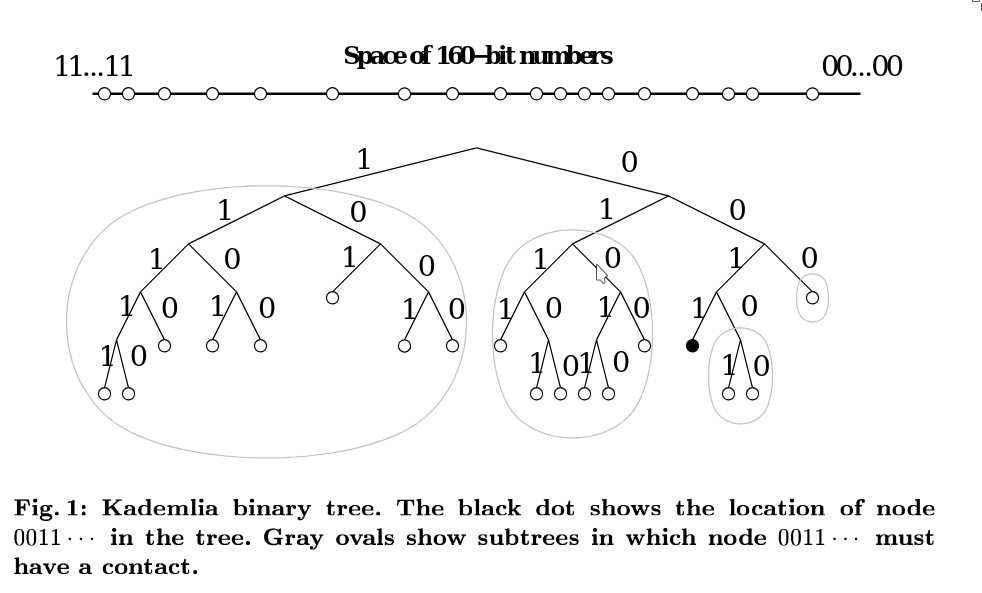 Space of 160-bit numbers
11...11 00...00
1 0
1 0 1 0
1 0 1 0 1 0 1 0
1 0 1 0 1 0 1 0 1 0 1 0
1 0 1 0 1 0 1 0
Fig. 1: Kademlia binary tree. The black dot shows the location of node
0011··· in the tree. Gray ovals show subtrees in which node 0011··· must
have a contact.